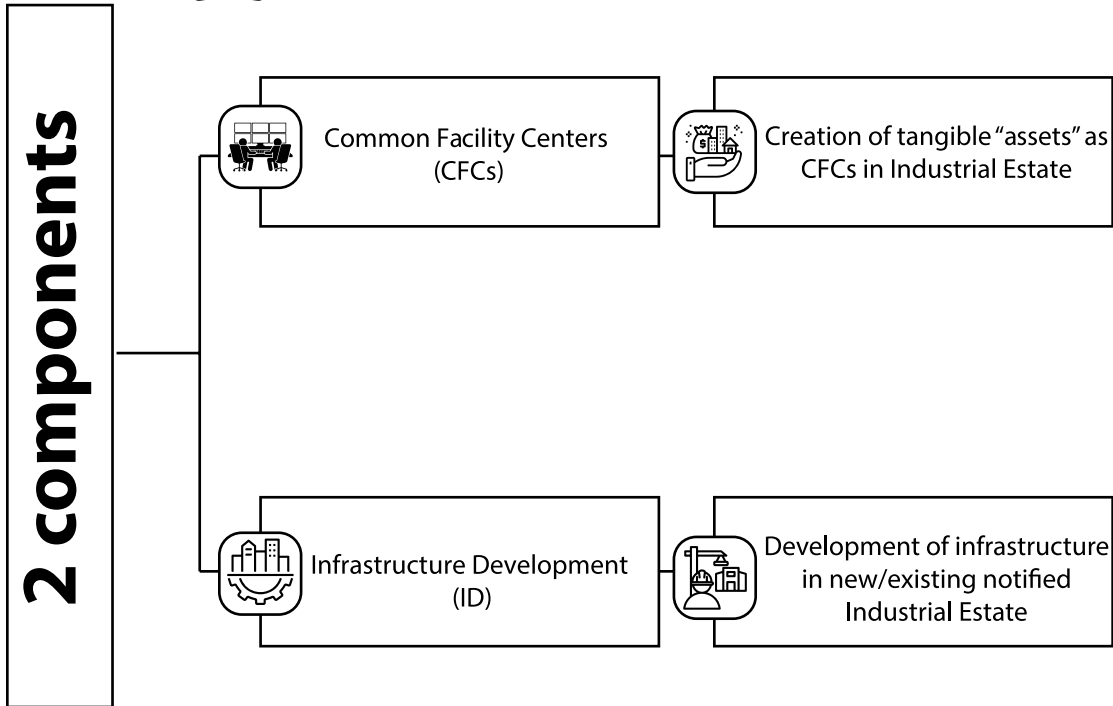 2 components
Common Facility Centers
(CFCs)
Creation of tangible “assets” as
CFCs in Industrial Estate
Infrastructure Development
(ID)
Development of infrastructure
in new/existing notified
Industrial Estate